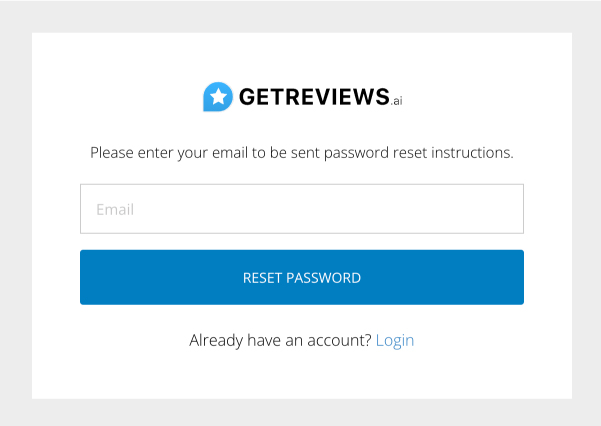 GETREVIEWS.ai
Please enter your email to be sent password reset instructions.
Email
RESET PASSWORD
Already have an account? Login